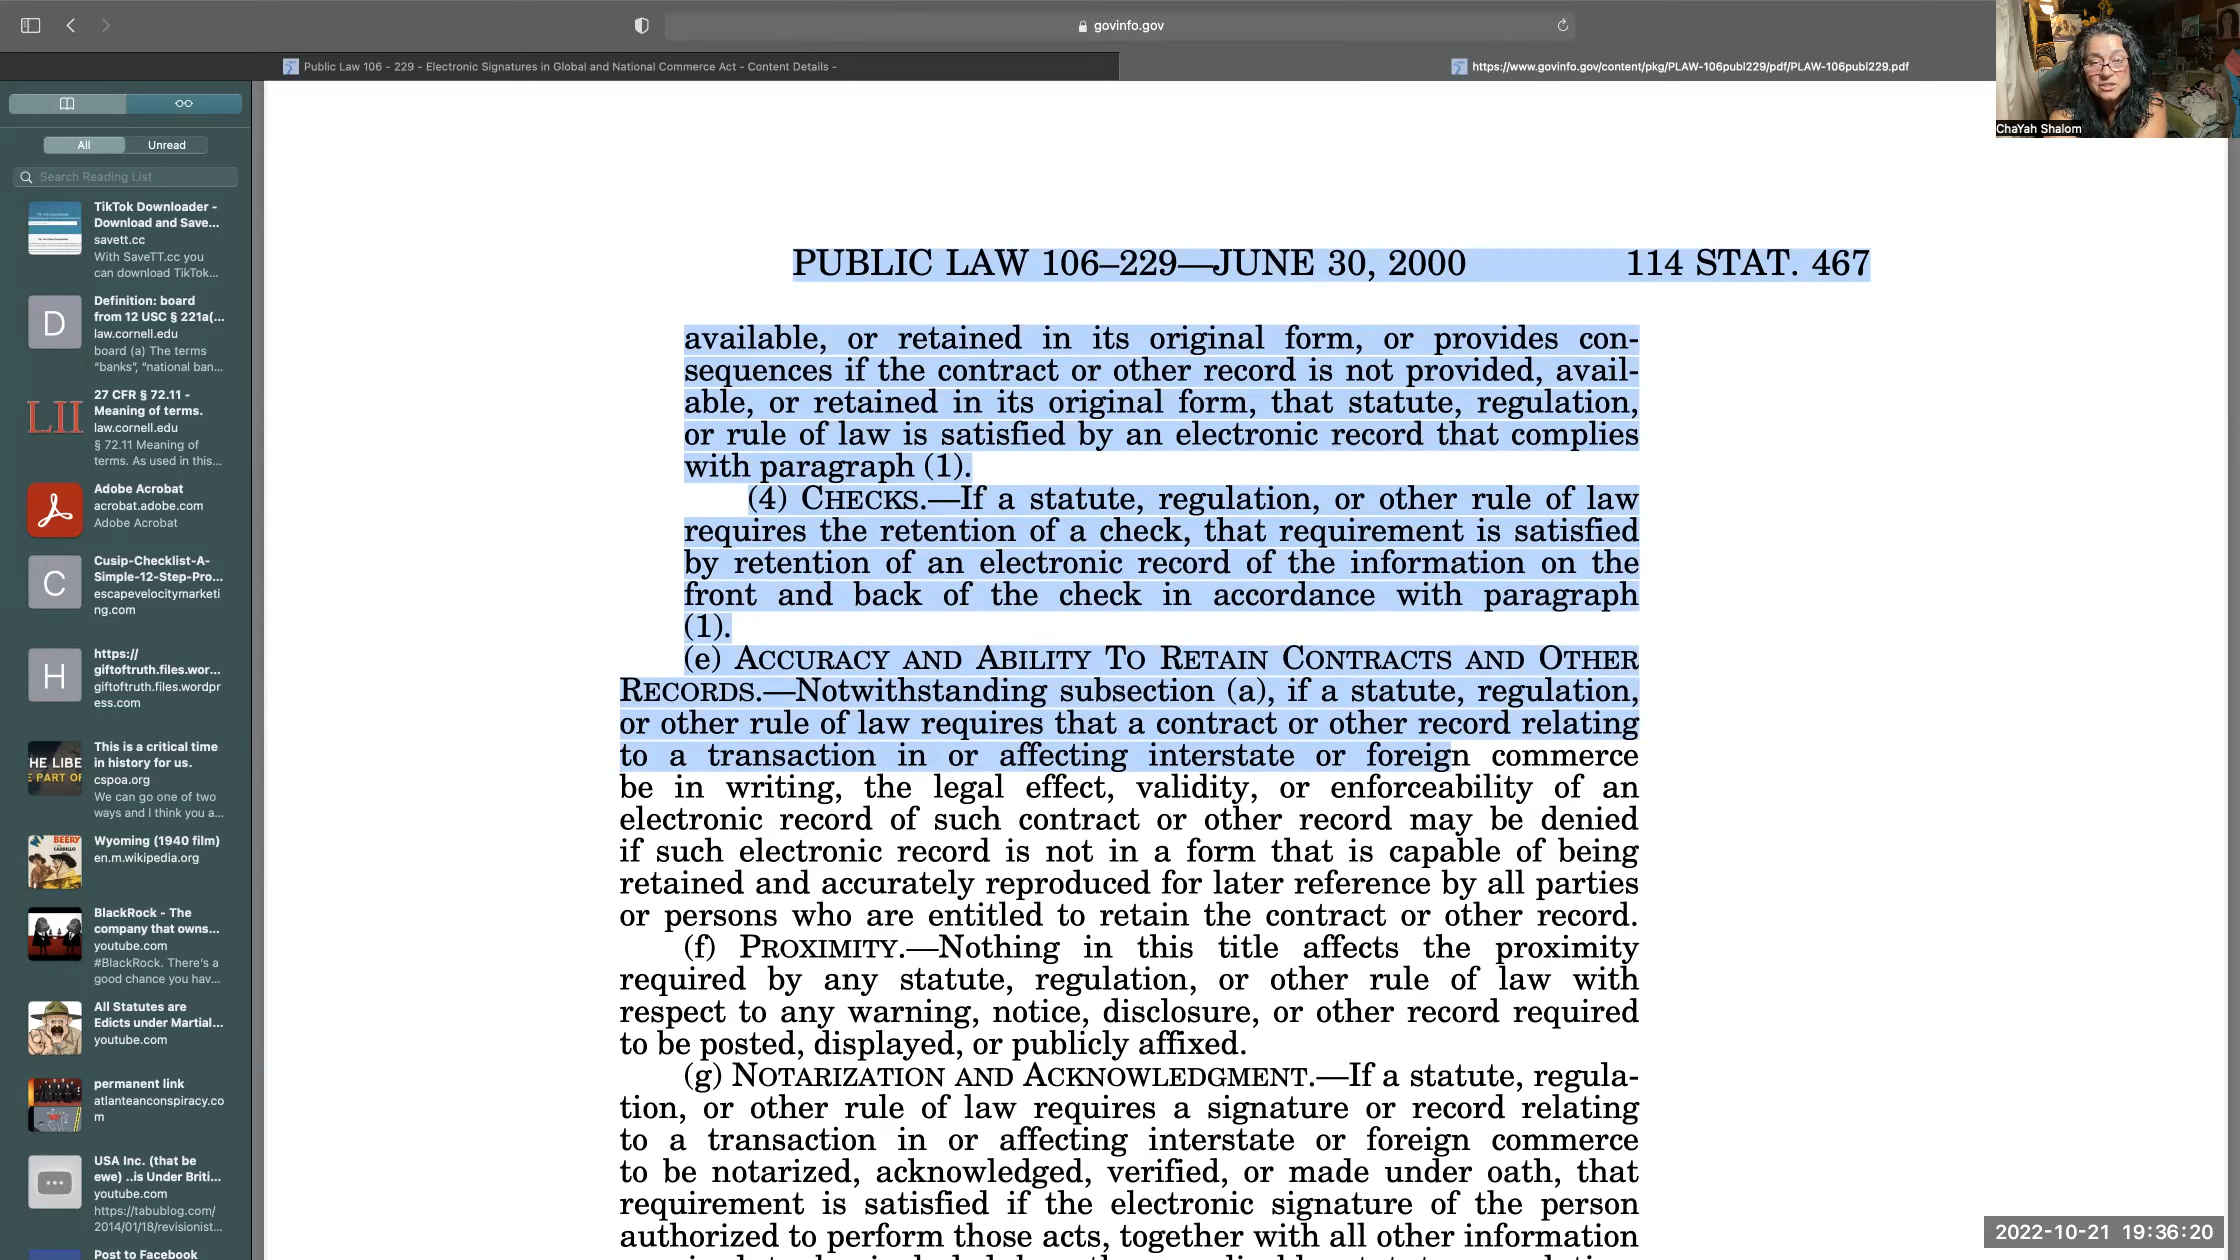 govinfo.gov
Public Law 106 - 229 - Electronic Signatures in Global and National Commerce Act - Content Details -
https://www.govinfo.gov/content/pkg/PLAW-106publ229/pdf/PLAW-106publ229.pdf
ChaYah Shalom
All
Unread
Search Reading List
TikTok Downloader -
Download and Save...
savett.cc
With SaveTT.cc you
can download TikTok...
D
Definition: board
from 12 USC § 221a(...
law.cornell.edu
board (a) The terms
“banks”, “national ban...
LII
27 CFR § 72.11 -
Meaning of terms.
law.cornell.edu
§ 72.11 Meaning of
terms. As used in this...
Adobe Acrobat
acrobat.adobe.com
Adobe Acrobat
C
Cusip-Checklist-A-
Simple-12-Step-Pro...
escapevelocitymarketi
ng.com
H
https://
giftoftruth.files.wor...
giftoftruth.files.wordpr
ess.com
HE LIBE
E PART OF
This is a critical time
in history for us.
cspoa.org
We can go one of two
ways and I think you a...
BEERY
Wyoming (1940 film)
en.m.wikipedia.org
BlackRock - The
company that owns...
youtube.com
#BlackRock. There's a
good chance you hav...
All Statutes are
Edicts under Martial...
youtube.com
permanent link
atlanteanconspiracy.co
m
USA Inc. (that be
ewe) ..is Under Briti...
youtube.com
https://tabublog.com/
2014/01/18/revisionist...
Post to Facebook
PUBLIC LAW 106–229—JUNE 30, 2000 114 STAT. 467
available, or retained in its original form, or provides con-
sequences if the contract or other record is not provided, avail-
able, or retained in its original form, that statute, regulation,
or rule of law is satisfied by an electronic record that complies
with paragraph (1).
(4) CHECKS.—If a statute, regulation, or other rule of law
requires the retention of a check, that requirement is satisfied
by retention of an electronic record of the information on the
front and back of the check in accordance with paragraph
(1).
(e) ACCURACY AND ABILITY TO RETAIN CONTRACTS AND OTHER
RECORDS.—Notwithstanding subsection (a), if a statute, regulation,
or other rule of law requires that a contract or other record relating
to a transaction in or affecting interstate or foreign commerce
be in writing, the legal effect, validity, or enforceability of an
electronic record of such contract or other record may be denied
if such electronic record is not in a form that is capable of being
retained and accurately reproduced for later reference by all parties
or persons who are entitled to retain the contract or other record.
(f) PROXIMITY.—Nothing in this title affects the proximity
required by any statute, regulation, or other rule of law with
respect to any warning, notice, disclosure, or other record required
to be posted, displayed, or publicly affixed.
(g) NOTARIZATION AND ACKNOWLEDGMENT.—If a statute, regula-
tion, or other rule of law requires a signature or record relating
to a transaction in or affecting interstate or foreign commerce
to be notarized, acknowledged, verified, or made under oath, that
requirement is satisfied if the electronic signature of the person
authorized to perform those acts, together with all other information
2022-10-21 19:36:20